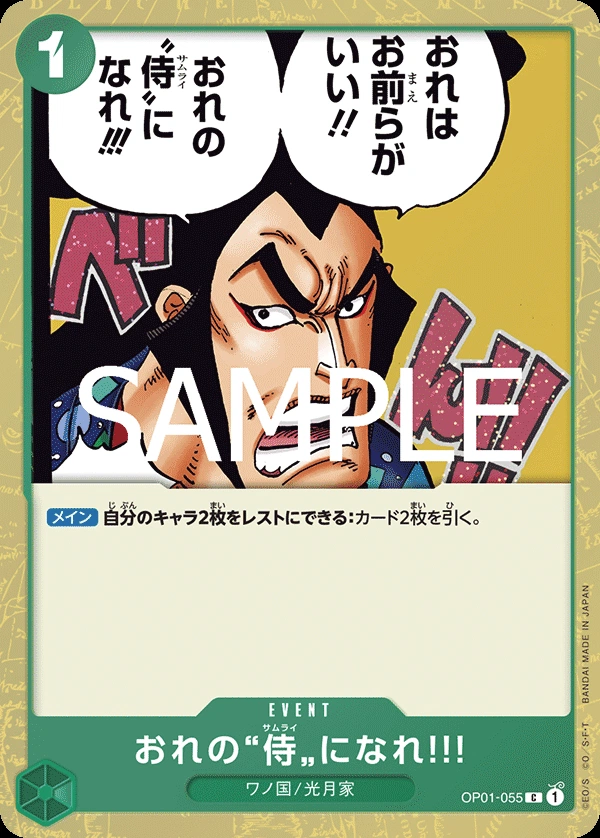 1
おれは
お前らが
いい!!
おれの
“侍”に
なれ!!!
ベ
ん!!
SAMPLE
メイン 自分のキャラ2枚をレストにできる:カード2枚を引く。
EVENT
おれの“侍„になれ!!!
ワノ国/光月家
OP01-055 C 1
©E.O/S ©O./S・F・T BANDAI MADE IN JAPAN